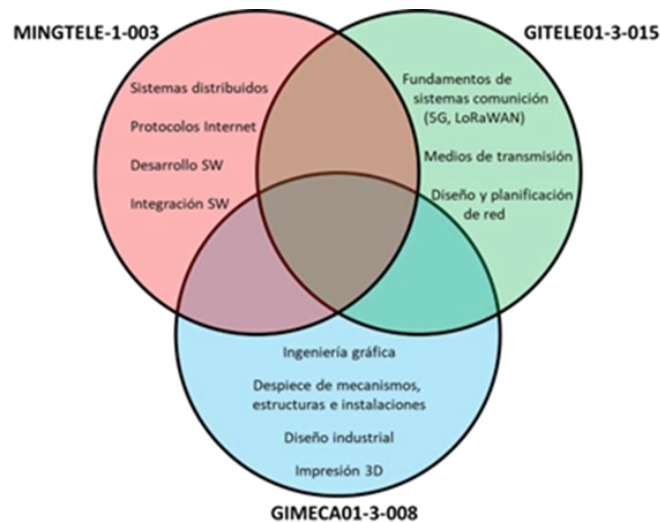 MINGTELE-1-003
GITELE01-3-015
Sistemas distribuidos
Protocolos Internet
Desarrollo SW
Integración SW
Fundamentos de
sistemas comunición
(5G, LoRaWAN)
Medios de transmisión
Diseño y planificación
de red
Ingeniería gráfica
Despiece de mecanismos,
estructuras e instalaciones
Diseño industrial
Impresión 3D
GIMECA01-3-008